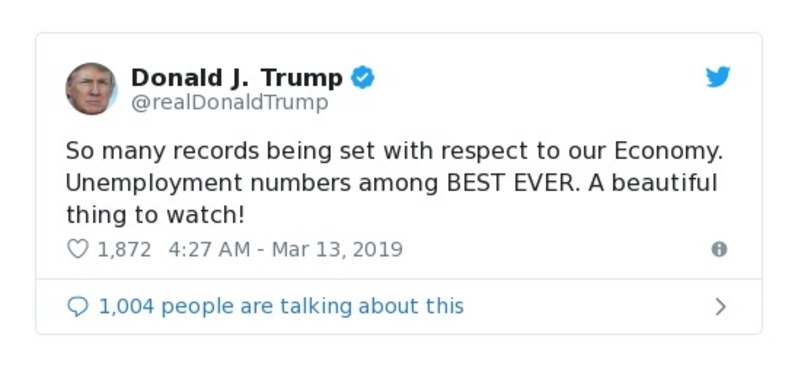 Donald J. Trump
@realDonaldTrump
So many records being set with respect to our Economy.
Unemployment numbers among BEST EVER. A beautiful
thing to watch!
1,872 4:27 AM - Mar 13, 2019
1,004 people are talking about this